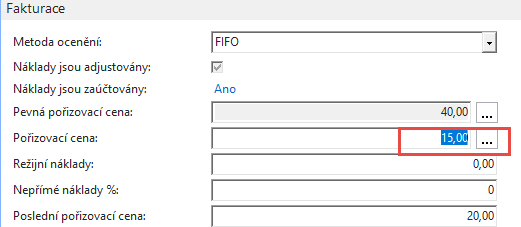 Fakturace
Metoda ocenění: FIFO
Náklady jsou adjustovány:
Náklady jsou zaúčtovány: Ano
Pevná pořizovací cena: 40,00 ...
Pořizovací cena: 15,00 ...
Režijní náklady: 0,00
Nepřímé náklady %: 0
Poslední pořizovací cena: 20,00